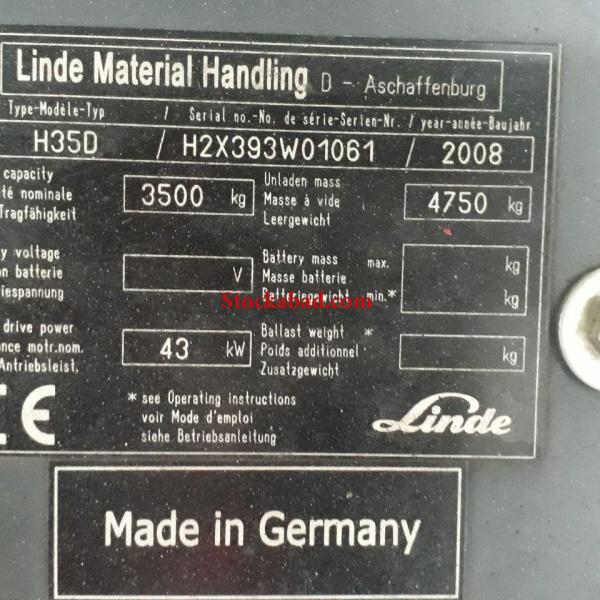 Linde Material Handling D - Aschaffenburg
Type-Modèle-Typ / Serial no.-No. de série-Serien-Nr. / year-année-Baujahr
H35D / H2X393W01061 / 2008
capacity
té nominale
Tragfähigkeit
3500 kg
Unladen mass
Masse à vide
Leergewicht
4750 kg
y voltage
on batterie
iespannung
V
Battery mass max.
Masse batterie
Batteriegewicht min.*
kg
kg
drive power
ance motr.nom.
Antriebsleist.
43 kW
Ballast weight *
Poids additionnel
Zusatzgewicht
kg
CE
* see Operating instructions
voir Mode d'emploi
siehe Betriebsanleitung
Linde
Made in Germany
Stockabad.com